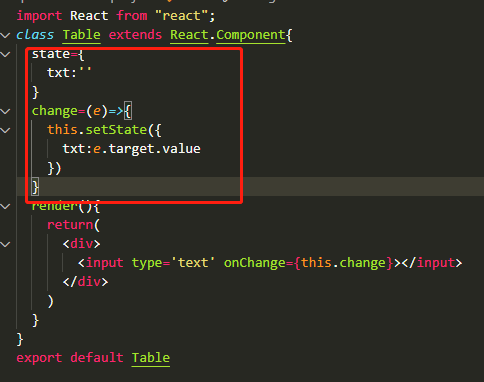 import React from "react";
class Table extends React.Component{
state={
txt:''
}
change=(e)=>{
this.setState({
txt:e.target.value
})
}
render(){
return(
<div>
<input type='text' onChange={this.change}></input>
</div>
)
}
}
export default Table